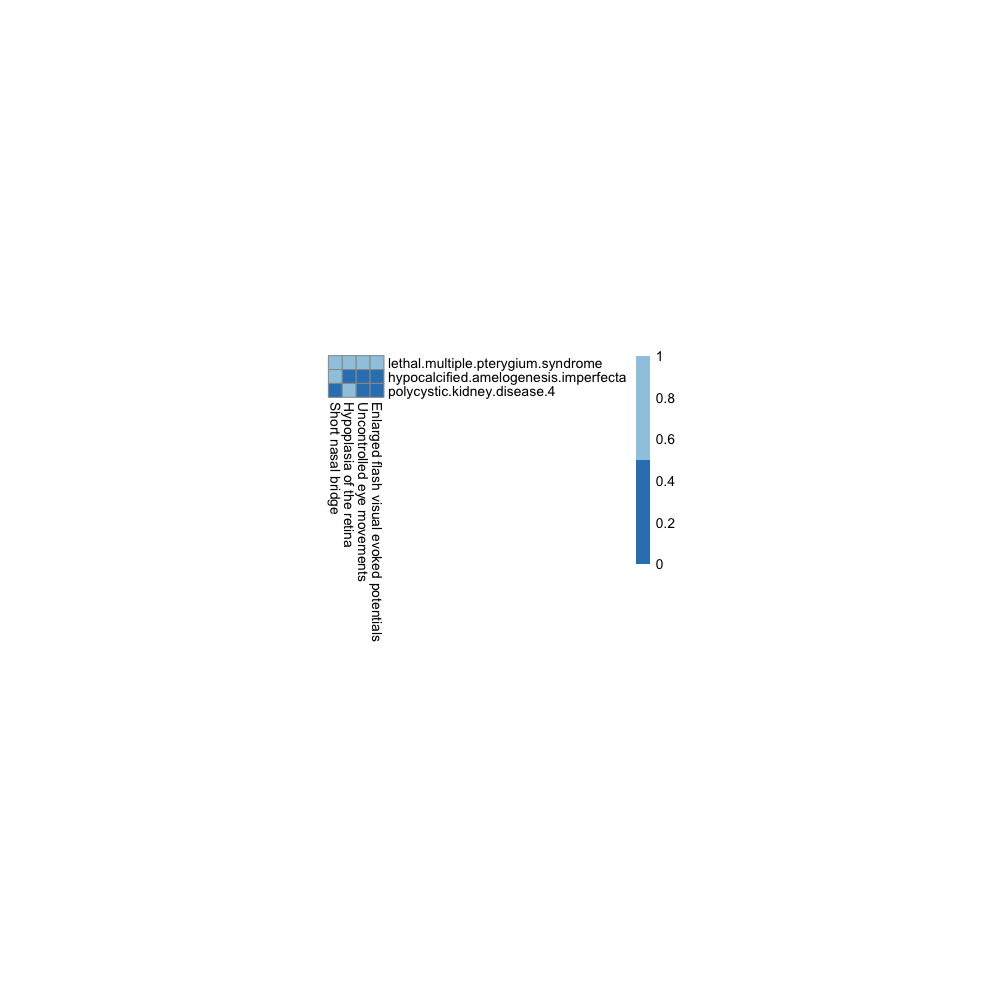 lethal.multiple.pterygium.syndrome
hypocalcified.amelogenesis.imperfecta
polycystic.kidney.disease.4
Short nasal bridge
Hypoplasia of the retina
Uncontrolled eye movements
Enlarged flash visual evoked potentials
1
0.8
0.6
0.4
0.2
0